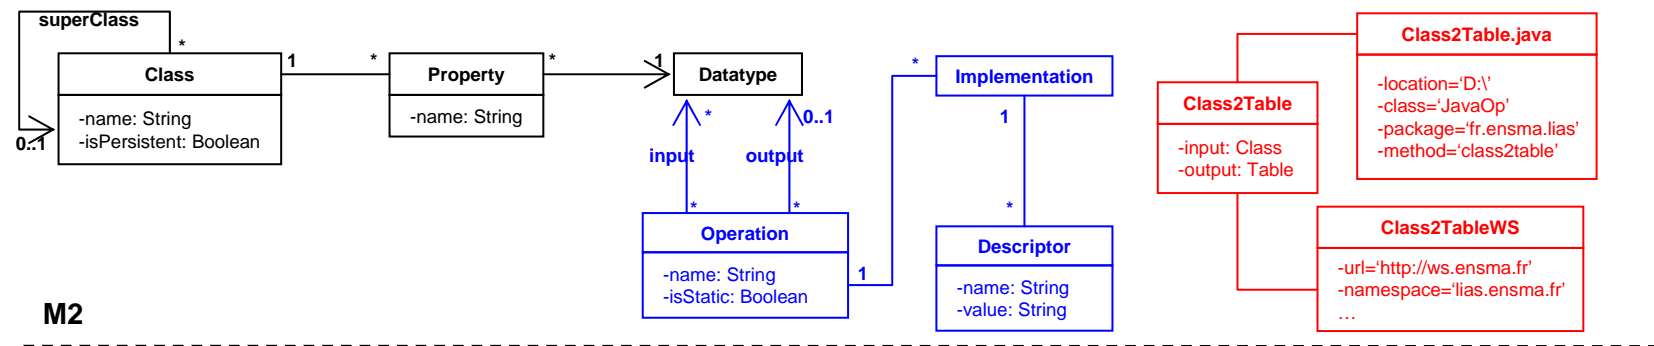 superClass
*
0..1
Class
-name: String
-isPersistent: Boolean
1
*
Property
-name: String
*
1
Datatype
*
0..1
input
output
*
*
Operation
-name: String
-isStatic: Boolean
1
*
Implementation
1
*
Descriptor
-name: String
-value: String
Class2Table
-input: Class
-output: Table
Class2Table.java
-location=‘D:\’
-class=‘JavaOp’
-package=‘fr.ensma.lias’
-method=‘class2table’
Class2TableWS
-url=‘http://ws.ensma.fr’
-namespace=‘lias.ensma.fr’
…
M2